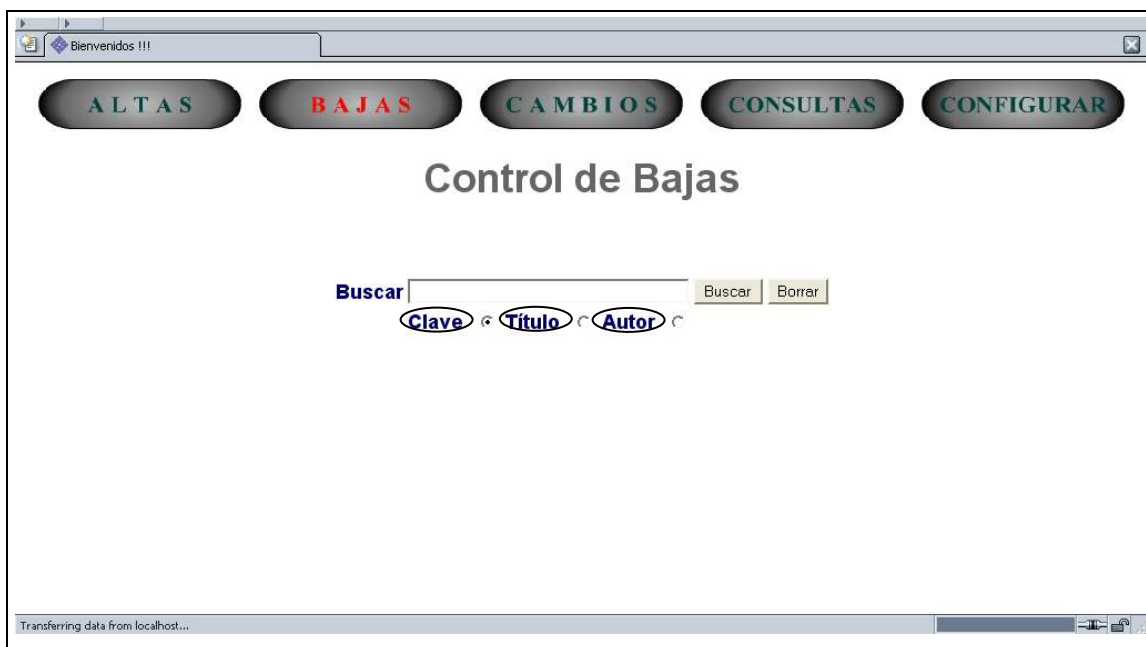 Bienvenidos !!!
ALTAS BAJAS CAMBIOS CONSULTAS CONFIGURAR
Control de Bajas
Buscar Buscar Borrar
Clave Título Autor
Transferring data from localhost...